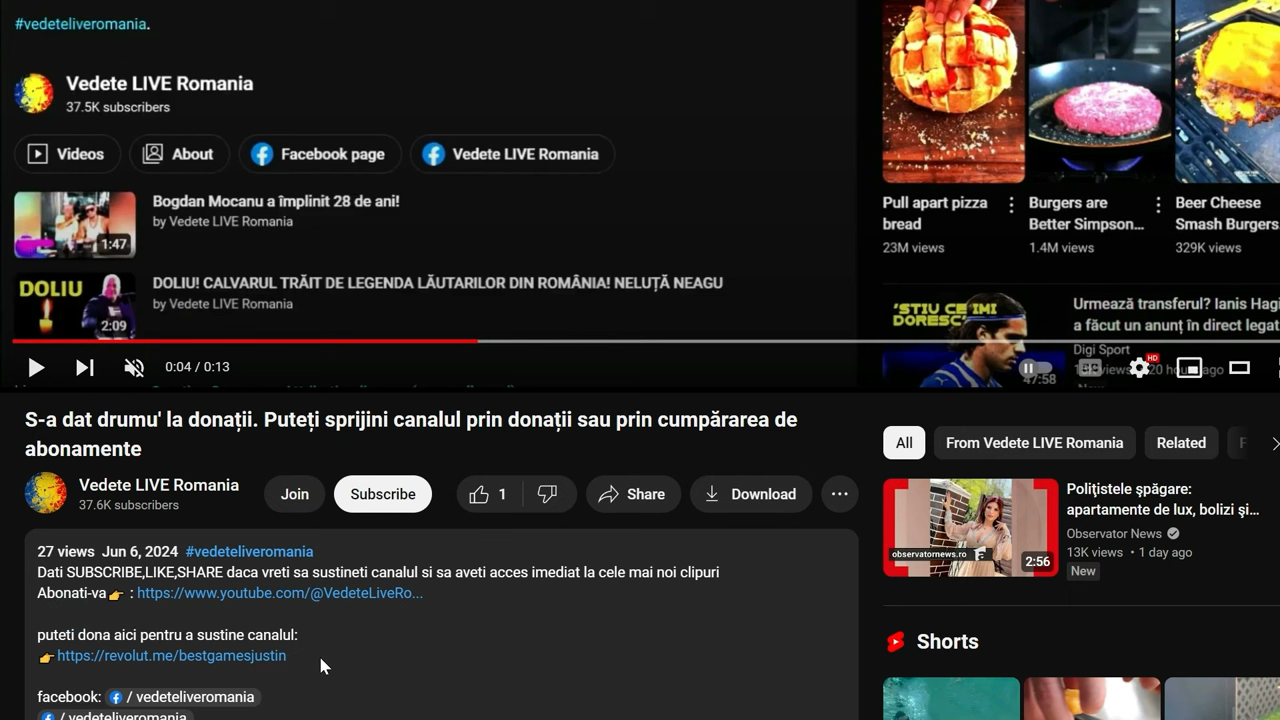 #vedeteliveromania.
Vedete LIVE Romania
37.5K subscribers
Videos
About
Facebook page
Vedete LIVE Romania
1:47
Bogdan Mocanu a împlinit 28 de ani!
by Vedete LIVE Romania
DOLIU
2:09
DOLIU! CALVARUL TRĂIT DE LEGENDA LĂUTARILOR DIN ROMÂNIA! NELUȚĂ NEAGU
by Vedete LIVE Romania
0:04 / 0:13
HD
Pull apart pizza
bread
23M views
Burgers are
Better Simpson...
1.4M views
Beer Cheese
Smash Burgers
329K views
'ȘTIU CE ÎMI
DORESC'
47:58
Urmează transferul? Ianis Hagi
a făcut un anunț în direct legat
Digi Sport
views
20 hours ago
S-a dat drumu' la donații. Puteți sprijini canalul prin donații sau prin cumpărarea de
abonamente
Vedete LIVE Romania
37.6K subscribers
Join
Subscribe
1
Share
Download
27 views Jun 6, 2024 #vedeteliveromania
Dati SUBSCRIBE,LIKE,SHARE daca vreti sa sustineti canalul si sa aveti acces imediat la cele mai noi clipuri
Abonati-va👉 : https://www.youtube.com/@VedeteLiveRo...
puteti dona aici pentru a sustine canalul:
👉https://revolut.me/bestgamesjustin
facebook: / vedeteliveromania
/ vedeteliveromania
All
From Vedete LIVE Romania
Related
observatornews.ro
2:56
Polițistele șpăgare:
apartamente de lux, bolizi și...
Observator News
13K views • 1 day ago
New
Shorts